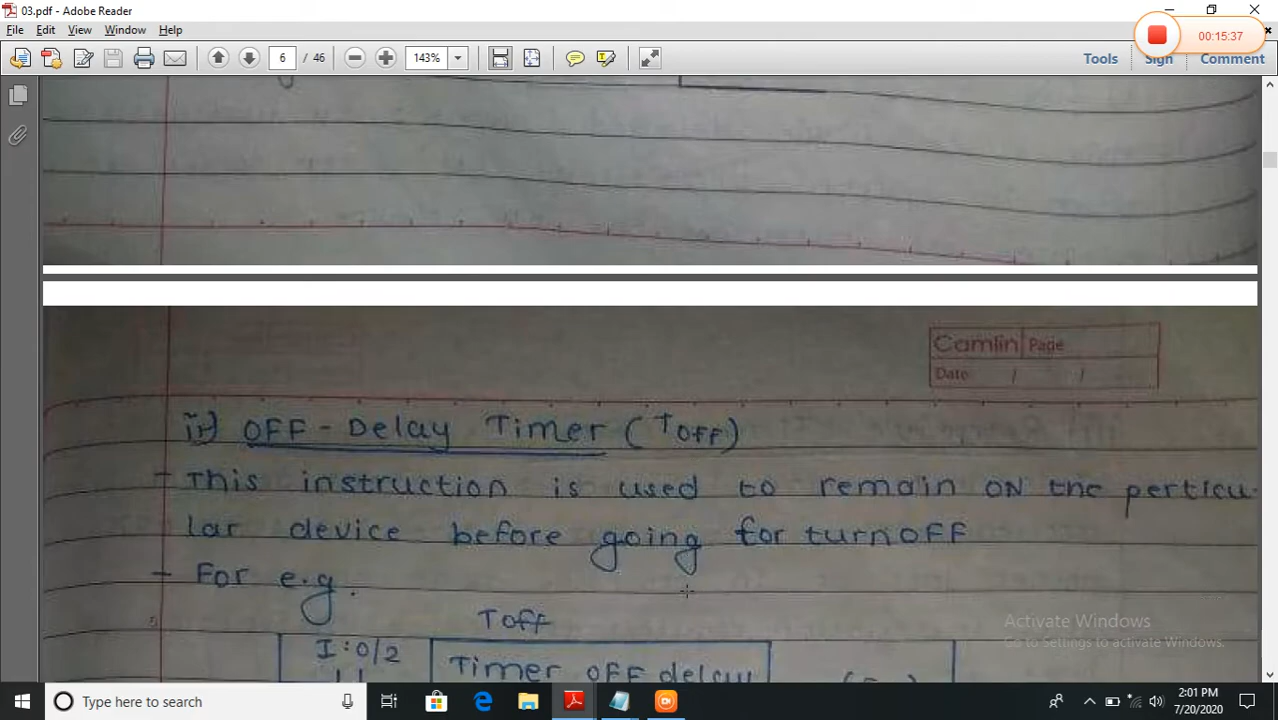 03.pdf - Adobe Reader
File Edit View Window Help
00:15:37
6 / 46 143% Tools Sign Comment
Camlin Page
Date / /
ii) OFF-Delay Timer (TOFF)
- This instruction is used to remain ON the perticu-
lar device before going for turn OFF
- For e.g.
Toff
I:0/2
Timer OFF delay
Activate Windows
Go to Settings to activate Windows.
Type here to search
2:01 PM
7/20/2020